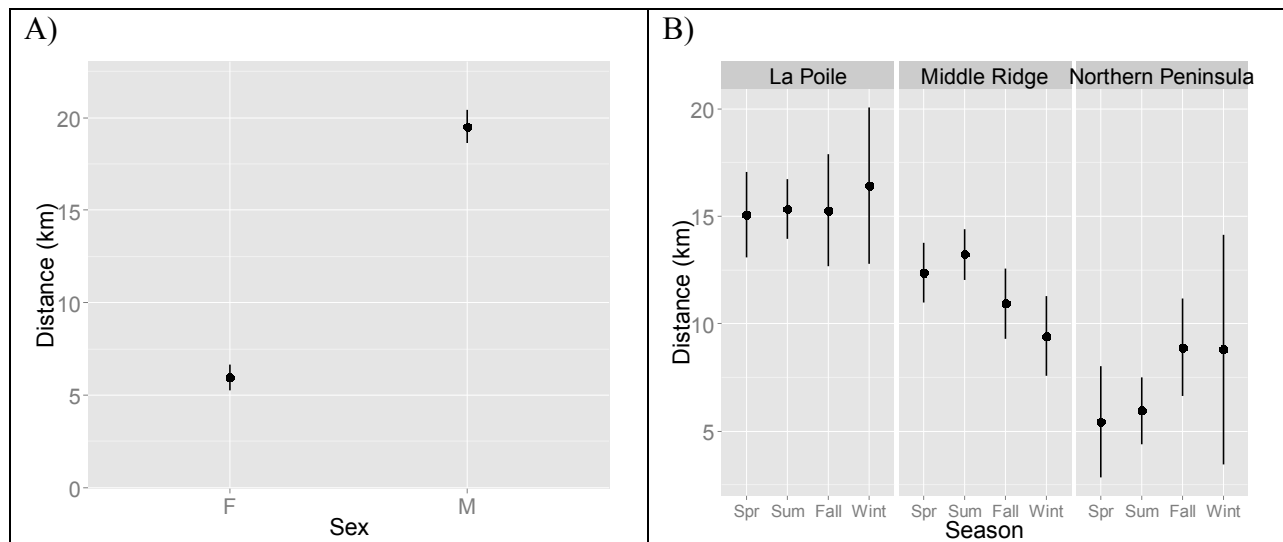 A)
Distance (km)
20
15
10
5
0
F M
Sex
B)
La Poile Middle Ridge Northern Peninsula
Distance (km)
20
15
10
5
Spr Sum Fall Wint Spr Sum Fall Wint Spr Sum Fall Wint
Season